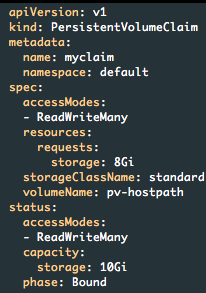 apiVersion: v1
kind: PersistentVolumeClaim
metadata:
  name: myclaim
  namespace: default
spec:
  accessModes:
  - ReadWriteMany
  resources:
    requests:
      storage: 8Gi
  storageClassName: standard
  volumeName: pv-hostpath
status:
  accessModes:
  - ReadWriteMany
  capacity:
    storage: 10Gi
  phase: Bound